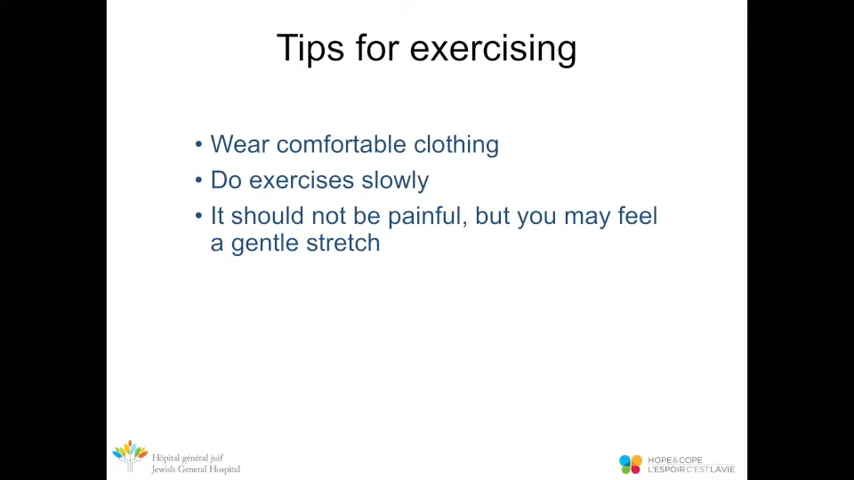 Tips for exercising
• Wear comfortable clothing
• Do exercises slowly
• It should not be painful, but you may feel
a gentle stretch
Hôpital général juif
Jewish General Hospital
HOPE&COPE
L'ESPOIR C'EST LA VIE